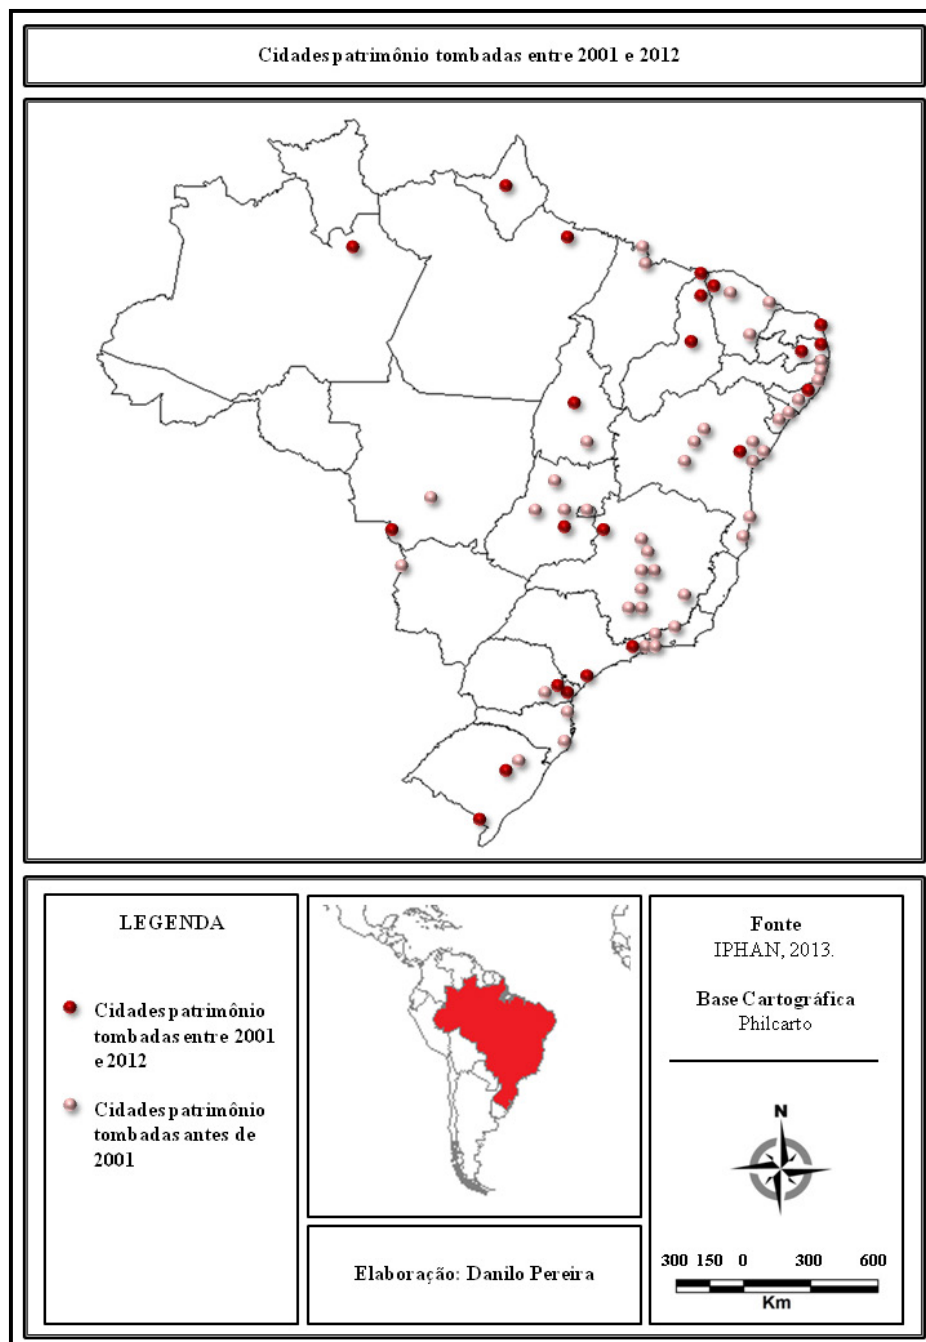 Cidades patrimônio tombadas entre 2001 e 2012
LEGENDA
Cidades patrimônio
tombadas entre 2001
e 2012
Cidades patrimônio
tombadas antes de
2001
Elaboração: Danilo Pereira
Fonte
IPHAN, 2013.
Base Cartográfica
Philcarto
N
300 150 0 300 600
Km